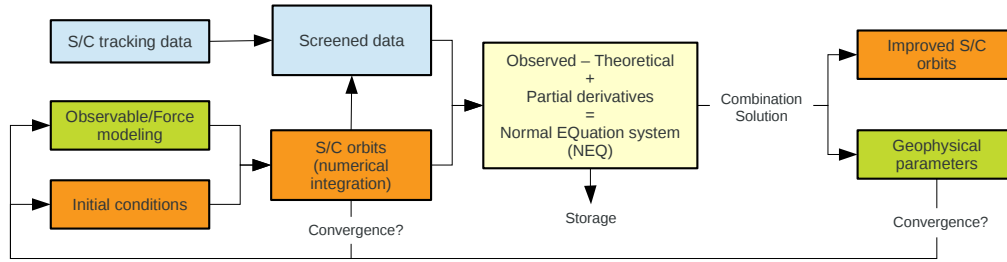 S/C tracking data
Screened data
Observable/Force
modeling
Initial conditions
S/C orbits
(numerical
integration)
Convergence?
Observed – Theoretical
+
Partial derivatives
=
Normal EQuation system
(NEQ)
Storage
Combination
Solution
Improved S/C
orbits
Geophysical
parameters
Convergence?